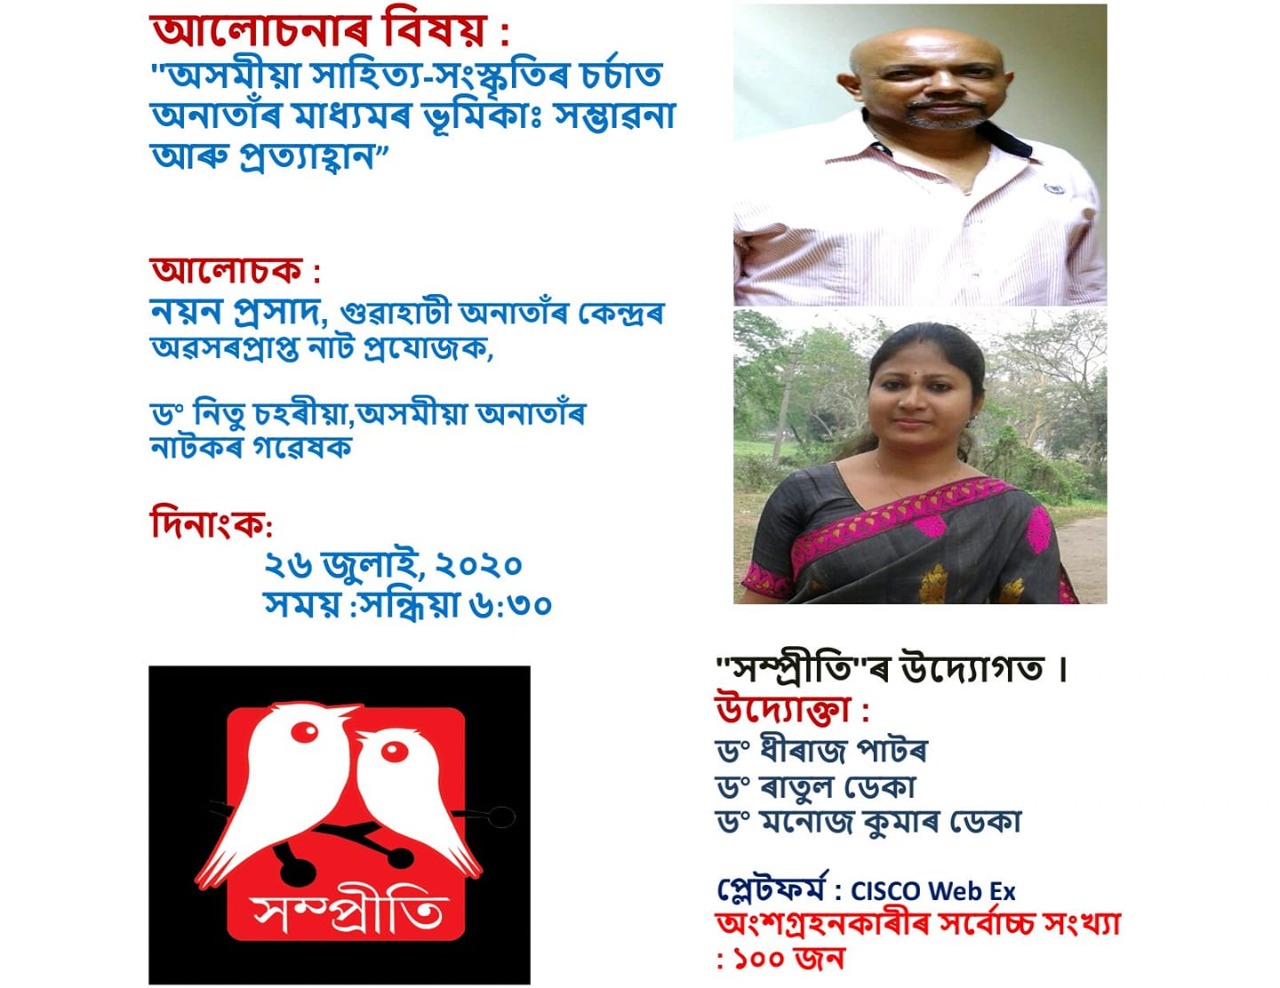 আলোচনাৰ বিষয় :
"অসমীয়া সাহিত্য-সংস্কৃতিৰ চৰ্চাত
অনাতাঁৰ মাধ্যমৰ ভূমিকাঃ সম্ভাৱনা
আৰু প্ৰত্যাহ্বান”
আলোচক :
নয়ন প্ৰসাদ, গুৱাহাটী অনাতাঁৰ কেন্দ্ৰৰ
অৱসৰপ্ৰাপ্ত নাট প্ৰযোজক,
ড° নিতু চহৰীয়া,অসমীয়া অনাতাঁৰ
নাটকৰ গৱেষক
দিনাংক:
২৬ জুলাই, ২০২০
সময় :সন্ধিয়া ৬:৩০
সম্প্ৰীতি
"সম্প্ৰীতি"ৰ উদ্যোগত ।
উদ্যোক্তা :
ড° ধীৰাজ পাটৰ
ড° ৰাতুল ডেকা
ড° মনোজ কুমাৰ ডেকা
প্লেটফৰ্ম : CISCO Web Ex
অংশগ্ৰহনকাৰীৰ সৰ্বোচ্চ সংখ্যা
: ১০০ জন